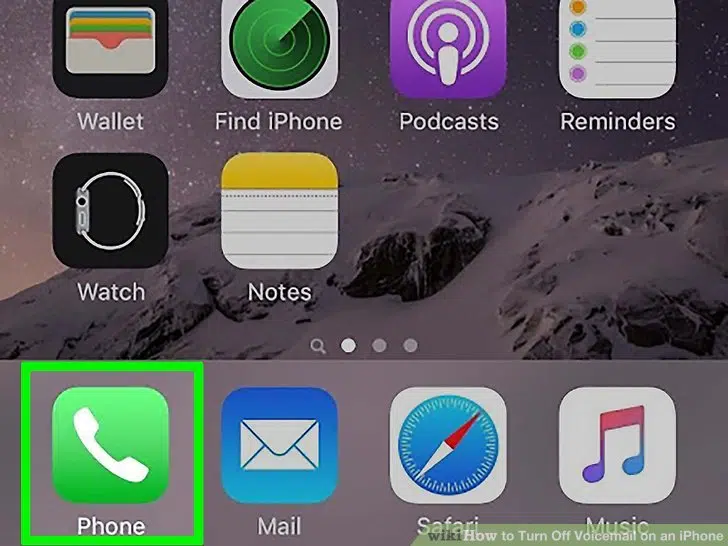 Wallet
Find iPhone
Podcasts
Reminders
Watch
Notes
Phone
Mail
Safari
Music
wikiHow to Turn Off Voicemail on an iPhone